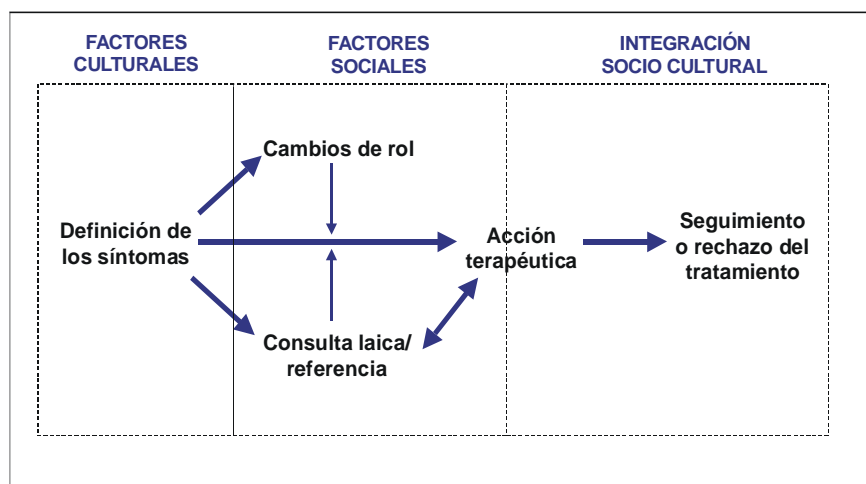 FACTORES
CULTURALES
FACTORES
SOCIALES
INTEGRACIÓN
SOCIO CULTURAL
Cambios de rol
Definición de
los síntomas
Acción
terapéutica
Seguimiento
o rechazo del
tratamiento
Consulta laica/
referencia